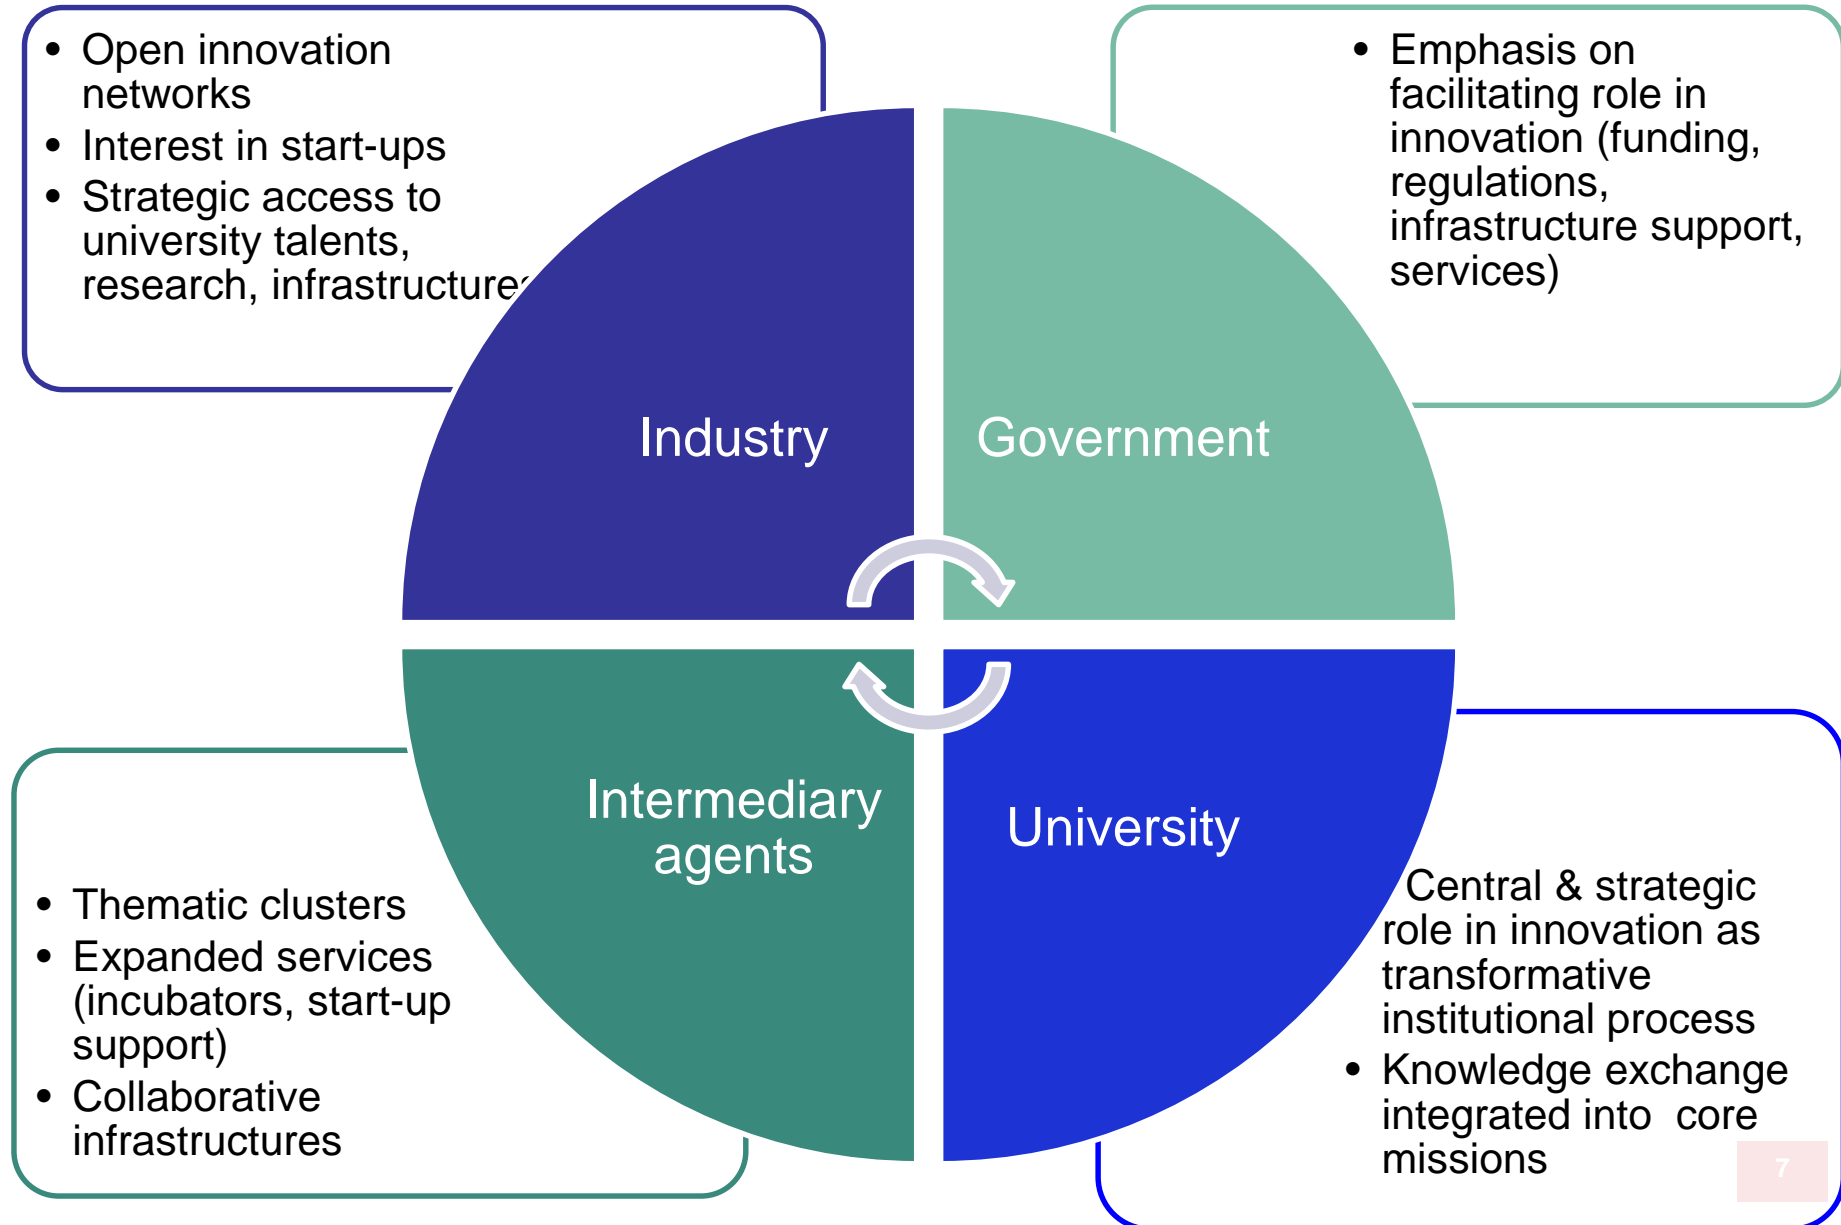 • Open innovation
networks
• Interest in start-ups
• Strategic access to
university talents,
research, infrastructures
• Emphasis on
facilitating role in
innovation (funding,
regulations,
infrastructure support,
services)
Industry
Government
Intermediary
agents
University
• Thematic clusters
• Expanded services
(incubators, start-up
support)
• Collaborative
infrastructures
Central & strategic
role in innovation as
transformative
institutional process
• Knowledge exchange
integrated into core
missions
7